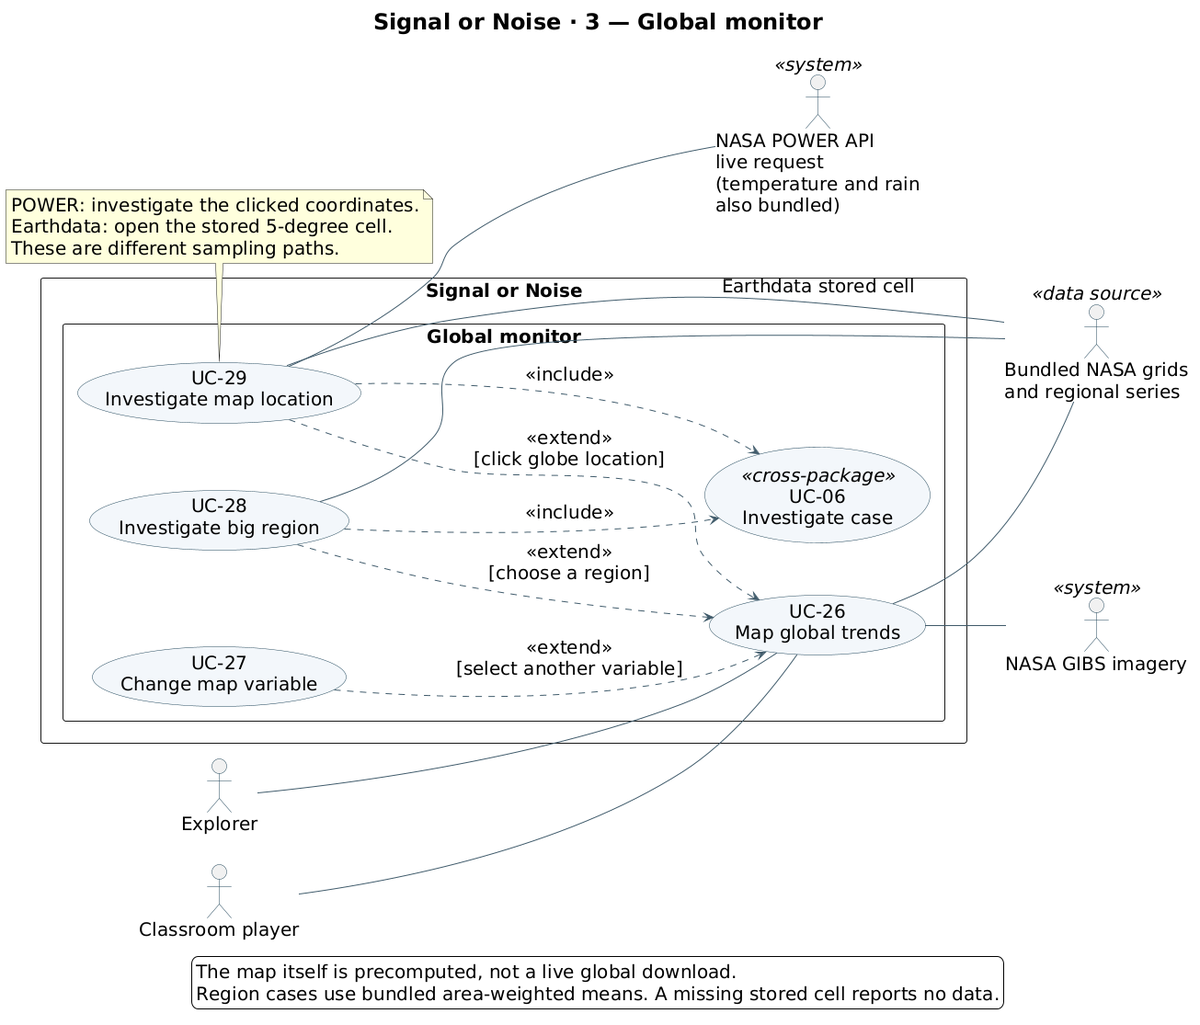 Signal or Noise · 3 — Global monitor
«system»
NASA POWER API
live request
(temperature and rain
also bundled)
POWER: investigate the clicked coordinates.
Earthdata: open the stored 5-degree cell.
These are different sampling paths.
Signal or Noise
Earthdata stored cell
«data source»
Bundled NASA grids
and regional series
Global monitor
UC-29
Investigate map location
«include»
«extend»
[click globe location]
«cross-package»
UC-06
Investigate case
UC-28
Investigate big region
«include»
«extend»
[choose a region]
UC-26
Map global trends
«system»
NASA GIBS imagery
UC-27
Change map variable
«extend»
[select another variable]
Explorer
Classroom player
The map itself is precomputed, not a live global download.
Region cases use bundled area-weighted means. A missing stored cell reports no data.